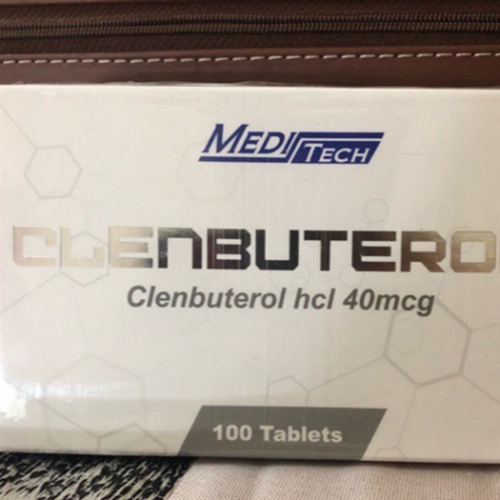 MEDITECH
CLENBUTERO
Clenbuterol hcl 40mcg
100 Tablets